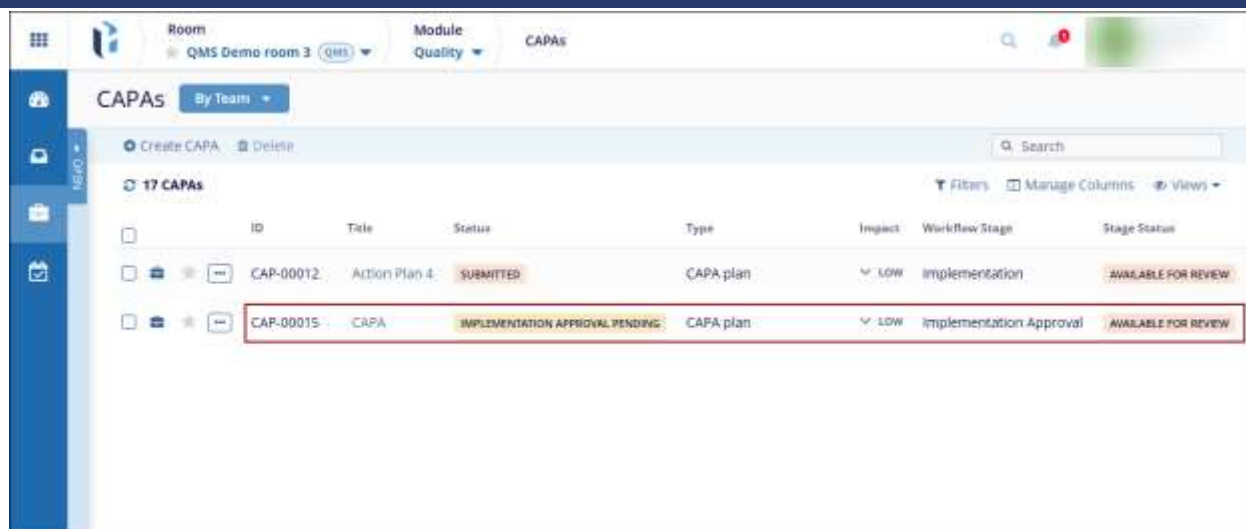 Room
Module
QMS Demo room 3 QMS
Quality
CAPAs
CAPAs By Team
Create CAPA Delete
Search
OPEN
17 CAPAs
Filters Manage Columns Views
ID Title Status Type Impact Workflow Stage Stage Status
CAP-00012 Action Plan 4 SUBMITTED CAPA plan LOW Implementation AVAILABLE FOR REVIEW
CAP-00015 CAPA IMPLEMENTATION APPROVAL PENDING CAPA plan LOW Implementation Approval AVAILABLE FOR REVIEW